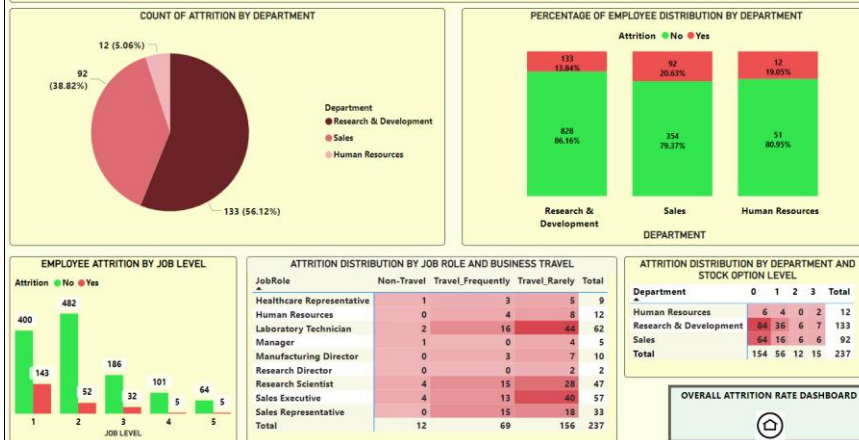 COUNT OF ATTRITION BY DEPARTMENT
12 (5.06%)
92
(38.82%)
133 (56.12%)
Department
Research & Development
Sales
Human Resources
PERCENTAGE OF EMPLOYEE DISTRIBUTION BY DEPARTMENT
Attrition No Yes
133 92 12
13.84% 20.63% 19.05%
828 354 51
86.16% 79.37% 80.95%
Research & Development Sales Human Resources
DEPARTMENT
EMPLOYEE ATTRITION BY JOB LEVEL
Attrition No Yes
400 143 482 52 186 32 101 5 64 5
1 2 3 4 5
JOB LEVEL
ATTRITION DISTRIBUTION BY JOB ROLE AND BUSINESS TRAVEL
JobRole Non-Travel Travel_Frequently Travel_Rarely Total
Healthcare Representative 1 3 5 9
Human Resources 0 4 8 12
Laboratory Technician 2 16 44 62
Manager 1 0 4 5
Manufacturing Director 0 3 7 10
Research Director 0 0 2 2
Research Scientist 4 15 28 47
Sales Executive 4 13 40 57
Sales Representative 0 15 18 33
Total 12 69 156 237
ATTRITION DISTRIBUTION BY DEPARTMENT AND
STOCK OPTION LEVEL
Department 0 1 2 3 Total
Human Resources 6 4 0 2 12
Research & Development 84 36 6 7 133
Sales 64 16 6 6 92
Total 154 56 12 15 237
OVERALL ATTRITION RATE DASHBOARD